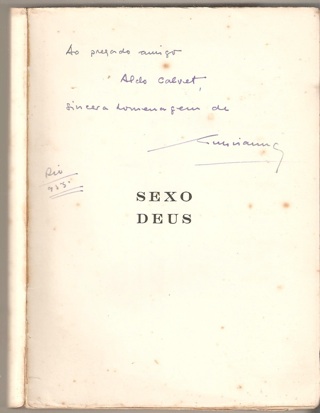 Ao prezado amigo
Aldo Calvet,
sincera homenagem de
Rio
SEXO
DEUS